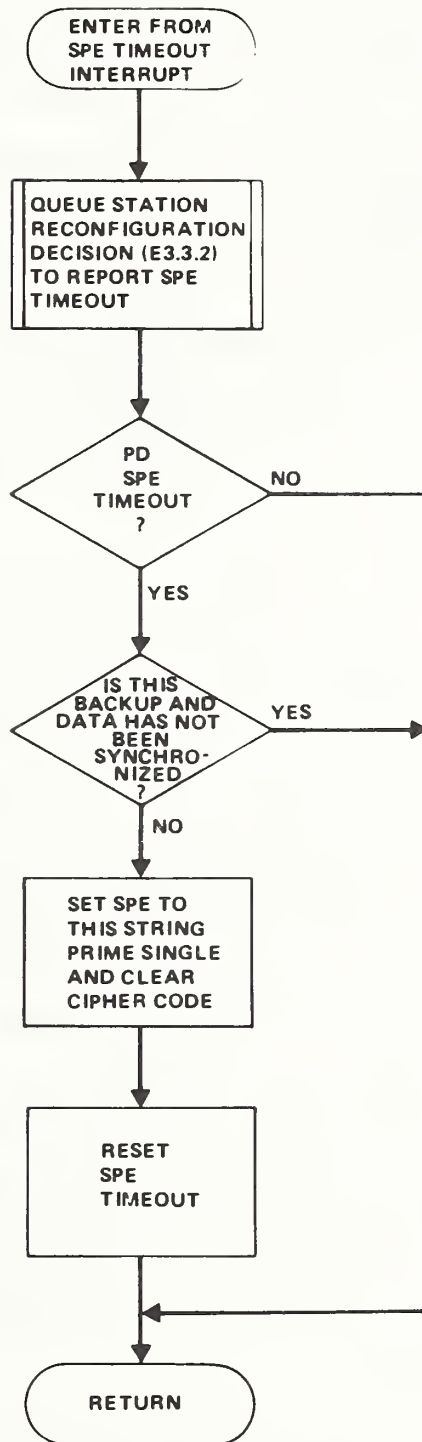 ENTER FROM
SPE TIMEOUT
INTERRUPT
QUEUE STATION
RECONFIGURATION
DECISION (E3.3.2)
TO REPORT SPE
TIMEOUT
PD
SPE
TIMEOUT
?
NO
YES
IS THIS
BACKUP AND
DATA HAS NOT
BEEN
SYNCHRO-
NIZED
?
YES
NO
SET SPE TO
THIS STRING
PRIME SINGLE
AND CLEAR
CIPHER CODE
RESET
SPE
TIMEOUT
RETURN